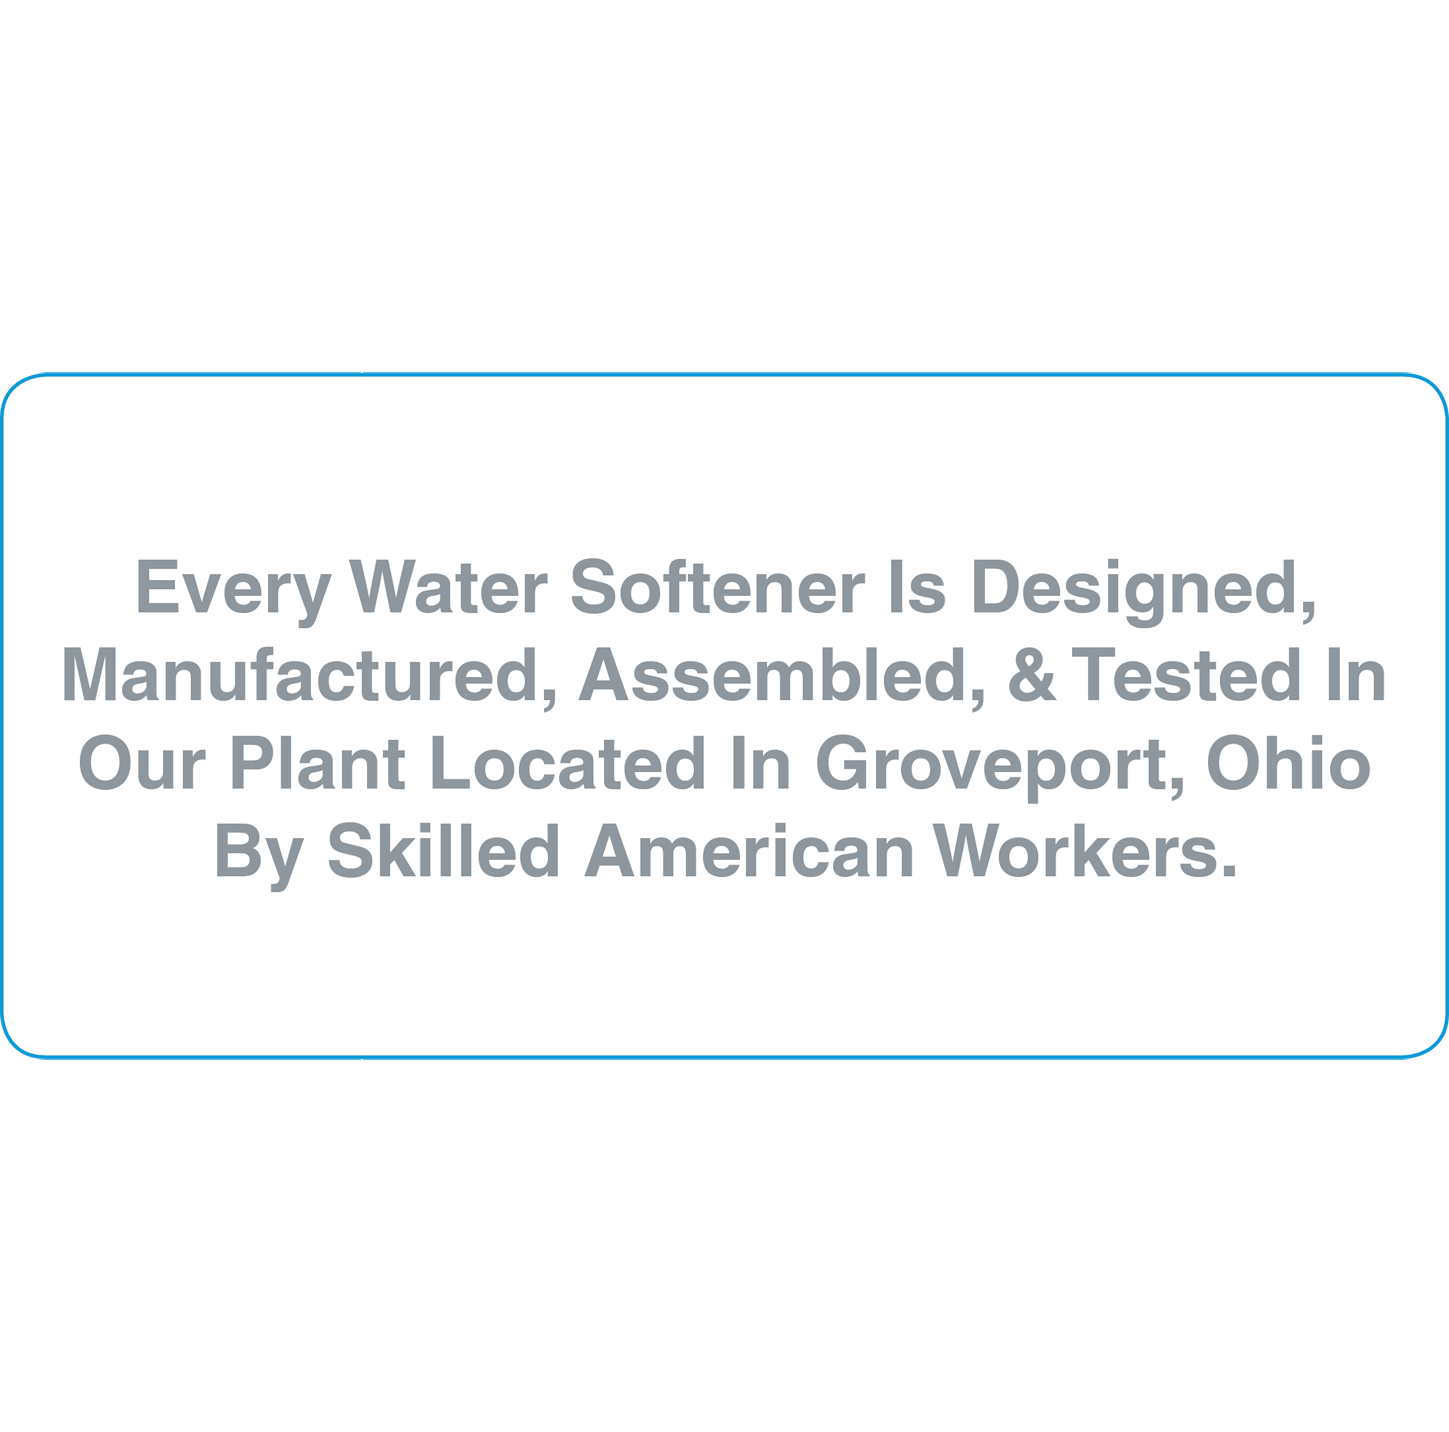 Every Water Softener Is Designed,
Manufactured, Assembled, & Tested In
Our Plant Located In Groveport, Ohio
By Skilled American Workers.